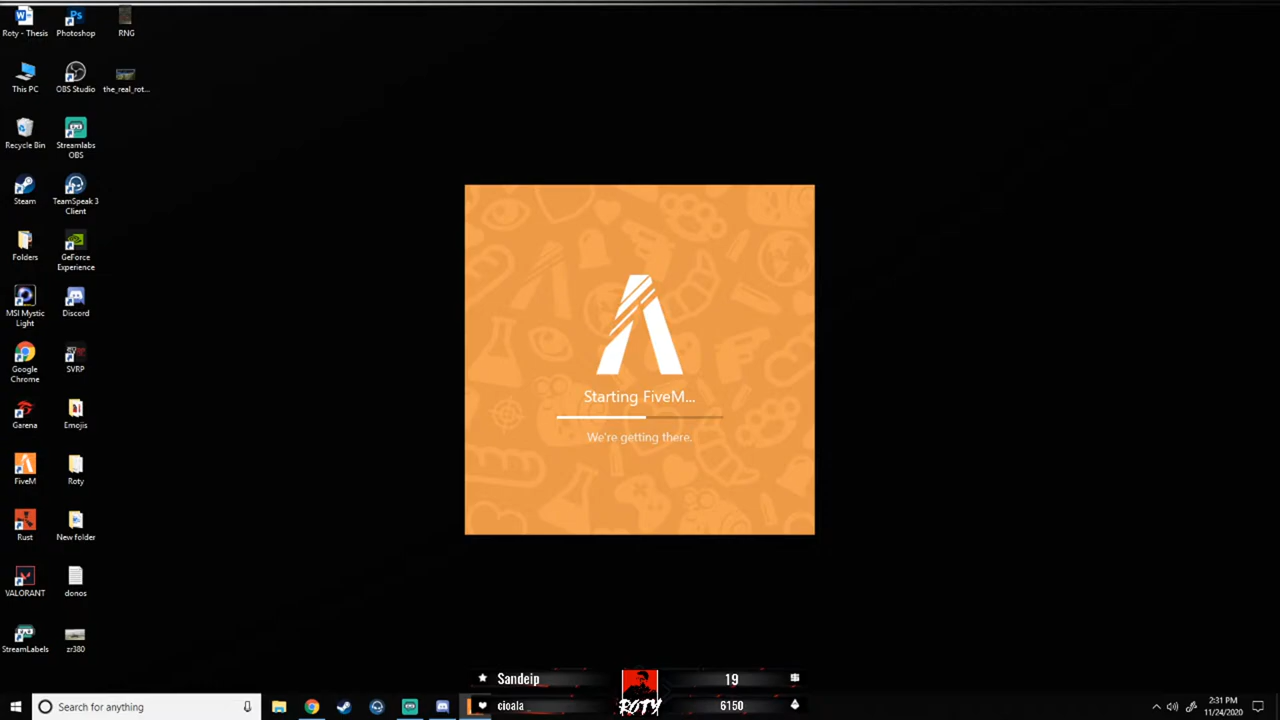 Roty - Thesis
Photoshop
RNG
This PC
OBS Studio
the_real_rot...
Recycle Bin
Streamlabs
OBS
Steam
TeamSpeak 3
Client
Folders
GeForce
Experience
MSI Mystic
Light
Discord
Google
Chrome
SVRP
Garena
Emojis
FiveM
Roty
Rust
New folder
VALORANT
donos
StreamLabels
zr380
Starting FiveM...
We're getting there.
Sandeip
19
cioala
ROTY
6150
Search for anything
2:31 PM
11/24/2020